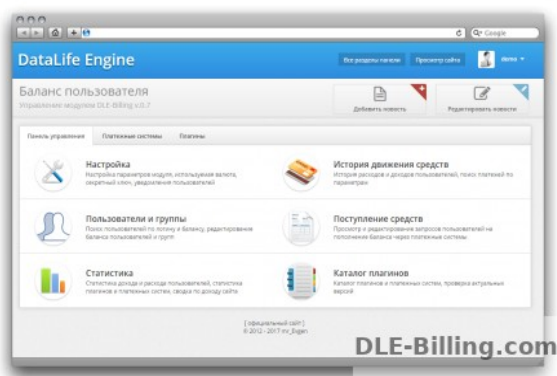 Google
DataLife Engine
Все разделы панели
Просмотр сайта
demo
Баланс пользователя
Управление модулем DLE-Billing v.0.7
Добавить новость
Редактировать новости
Панель управления
Платежные системы
Плагины
Настройка
Настройка параметров модуля, используемая валюта,
секретный ключ, уведомления пользователей
История движения средств
История расходов и доходов пользователей, поиск платежей по
параметрам
Пользователи и группы
Поиск пользователей по логину и балансу, редактирование
баланса пользователей и групп
Поступление средств
Просмотр и редактирование запросов пользователей на
пополнение баланса через платежные системы
Статистика
Статистика дохода и расхода пользователей, статистика
плагинов и платежных систем, сводка по доходу сайта
Каталог плагинов
Каталог плагинов и платежных систем, проверка актуальных
версий
[ официальный сайт ]
© 2012 - 2017 mr_Evgen
DLE-Billing.com